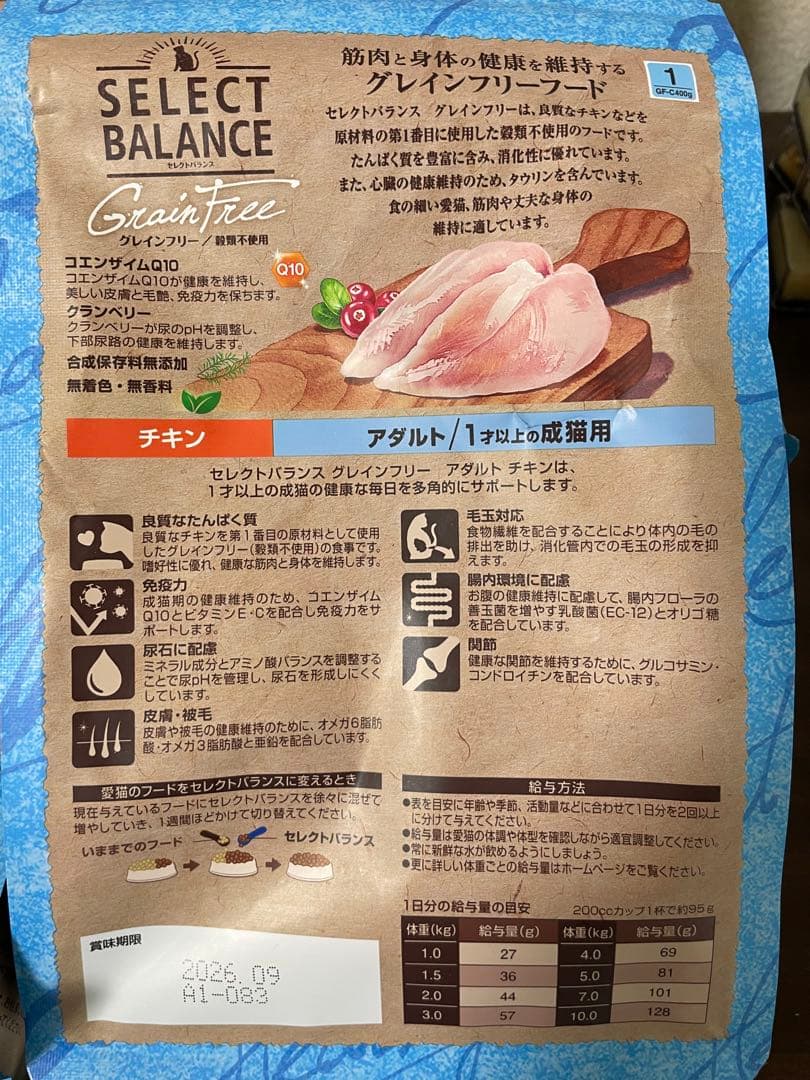 SELECT
BALANCE
セレクトバランス
Grain Free
グレインフリー/穀類不使用
筋肉と身体の健康を維持する
グレインフリーフード
1
GF-C400g
セレクトバランス グレインフリーは、良質なチキンなどを
原材料の第1番目に使用した穀類不使用のフードです。
たんぱく質を豊富に含み、消化性に優れています。
また、心臓の健康維持のため、タウリンを含んでいます。
食の細い愛猫、筋肉や丈夫な身体の
維持に適しています。
コエンザイムQ10
コエンザイムQ10が健康を維持し、
美しい皮膚と毛艶、免疫力を保ちます。
Q10
クランベリー
クランベリーが尿のpHを調整し、
下部尿路の健康を維持します。
合成保存料無添加
無着色・無香料
チキン
アダルト/1才以上の成猫用
セレクトバランス グレインフリー アダルト チキンは、
1才以上の成猫の健康な毎日を多角的にサポートします。
良質なたんぱく質
良質なチキンを第1番目の原材料として使用
したグレインフリー(穀類不使用)の食事です。
嗜好性に優れ、健康な筋肉と身体を維持します。
免疫力
成猫期の健康維持のため、コエンザイム
Q10とビタミンE・Cを配合し免疫力をサ
ポートします。
尿石に配慮
ミネラル成分とアミノ酸バランスを調整する
ことで尿pHを管理し、尿石を形成しにくく
しています。
皮膚・被毛
皮膚や被毛の健康維持のために、オメガ6脂肪
酸・オメガ3脂肪酸と亜鉛を配合しています。
毛玉対応
食物繊維を配合することにより体内の毛の
排出を助け、消化管内での毛玉の形成を抑
えます。
腸内環境に配慮
お腹の健康維持に配慮して、腸内フローラの
善玉菌を増やす乳酸菌(EC-12)とオリゴ糖
を配合しています。
関節
健康な関節を維持するために、グルコサミン・
コンドロイチンを配合しています。
愛猫のフードをセレクトバランスに変えるとき
現在与えているフードにセレクトバランスを徐々に混ぜて
増やしていき、1週間ほどかけて切り替えてください。
いままでのフード
セレクトバランス
給与方法
●表を目安に年齢や季節、活動量などに合わせて1日分を2回以上
に分けて与えてください。
●給与量は愛猫の体調や体型を確認しながら適宜調整してください。
●常に新鮮な水が飲めるようにしましょう。
●更に詳しい体重ごとの給与量はホームページをご覧ください。
1日分の給与量の目安 200ccカップ1杯で約95g
体重(kg) 給与量(g) 体重(kg) 給与量(g)
1.0 27 4.0 69
1.5 36 5.0 81
2.0 44 7.0 101
3.0 57 10.0 128
賞味期限
2026.09
A1-083